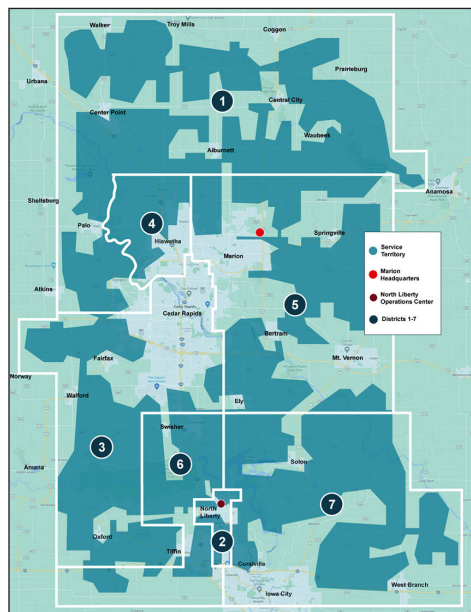 Walker
Troy Mills
Coggon
Prairieburg
Urbana
1
Center Point
Central City
Waubeek
Alburnett
Anamosa
Shellsburg
4
Palo
Hiawatha
Springville
Marion
Service
Territory
Marion
Headquarters
North Liberty
Operations Center
Districts 1-7
Atkins
5
Cedar Rapids
Cedar Rapids
Bertram
Fairfax
Mt. Vernon
Norway
Walford
Ely
Swisher
3
6
Solon
Amana
North
Liberty
7
Oxford
Tiffin
2
Coralville
West Branch
Iowa City